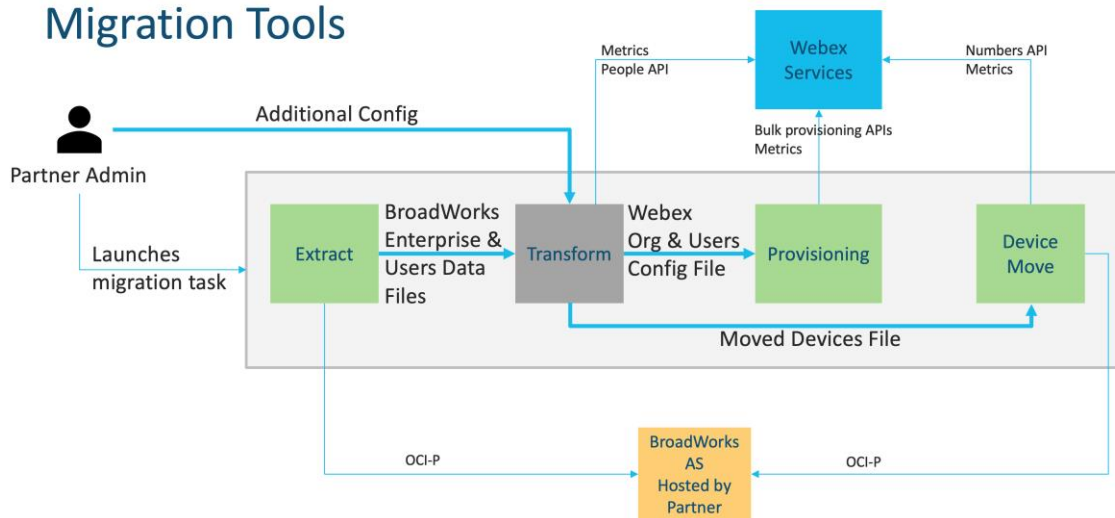 Migration Tools
Metrics
People API
Webex
Services
Numbers API
Metrics
Additional Config
Bulk provisioning APIs
Metrics
Partner Admin
Launches
migration task
Extract
BroadWorks
Enterprise &
Users Data
Files
Transform
Webex
Org & Users
Config File
Provisioning
Device
Move
Moved Devices File
OCI-P
BroadWorks
AS
Hosted by
Partner
OCI-P